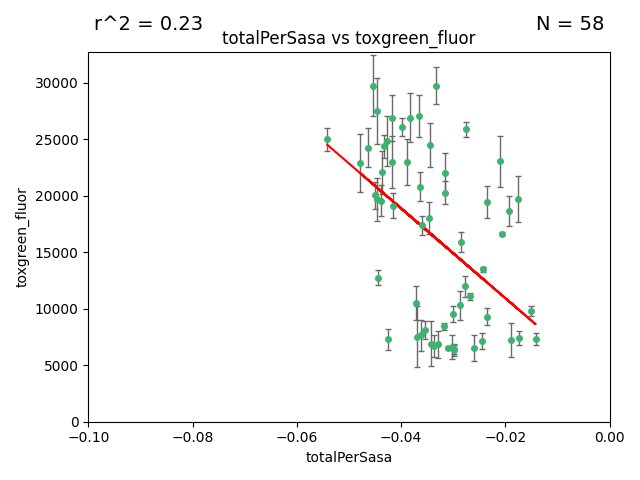 r^2 = 0.23
N = 58
totalPerSasa vs toxgreen_fluor
toxgreen_fluor
30000
25000
20000
15000
10000
5000
0
−0.10
−0.08
−0.06
−0.04
−0.02
0.00
totalPerSasa